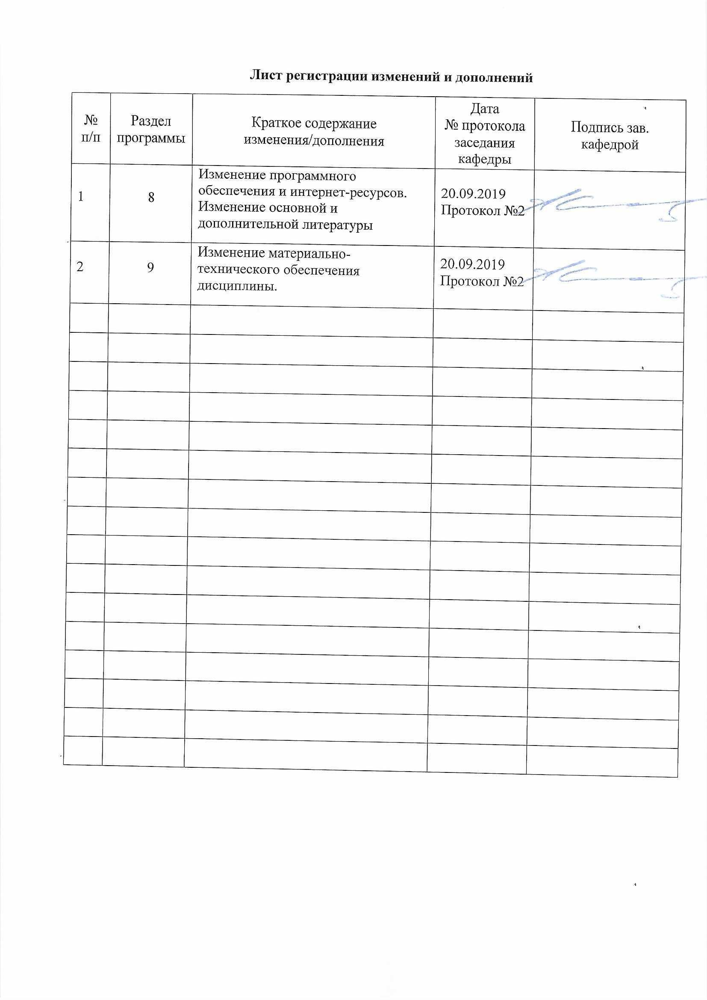 Лист регистрации изменений и дополнений
№
п/п
Раздел
программы
Краткое содержание
изменения/дополнения
Дата
№ протокола
заседания
кафедры
Подпись зав.
кафедрой
1
8
Изменение программного
обеспечения и интернет-ресурсов.
Изменение основной и
дополнительной литературы
20.09.2019
Протокол №2
2
9
Изменение материально-
технического обеспечения
дисциплины.
20.09.2019
Протокол №2